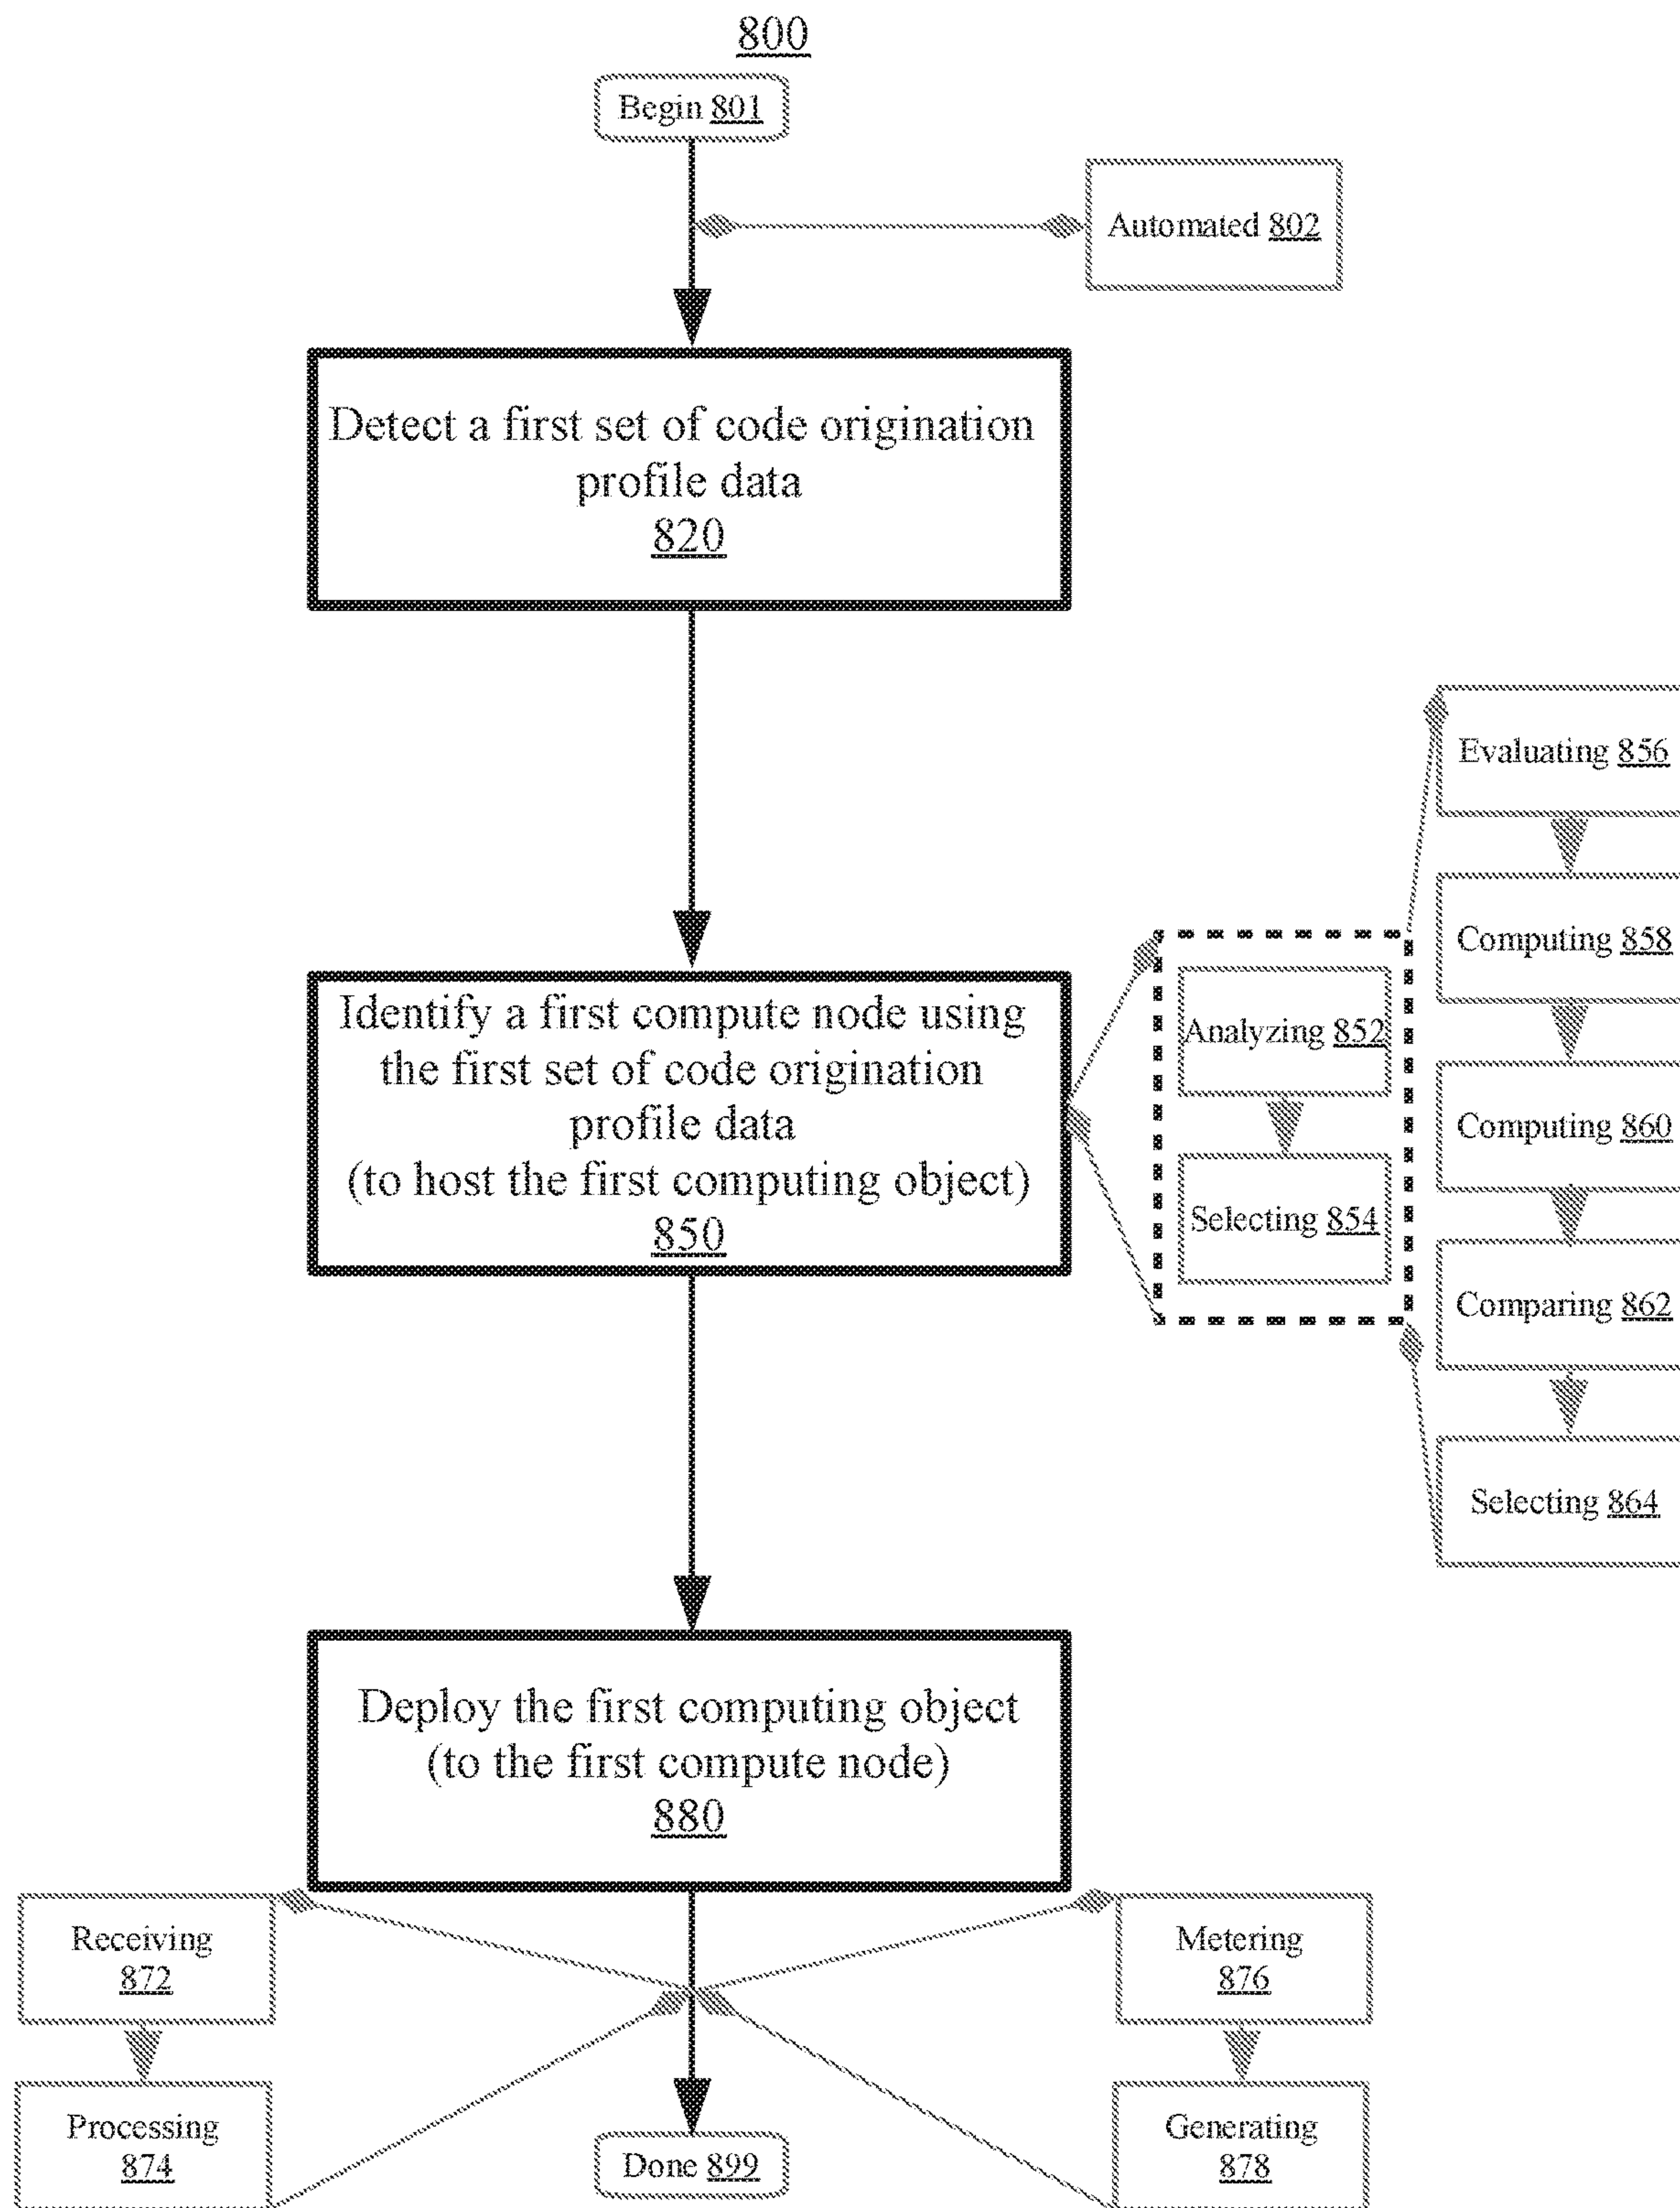 800
Begin 801
Automated 802
Detect a first set of code origination
profile data
820
Identify a first compute node using
the first set of code origination
profile data
(to host the first computing object)
850
Analyzing 852
Selecting 854
Evaluating 856
Computing 858
Computing 860
Comparing 862
Selecting 864
Deploy the first computing object
(to the first compute node)
880
Receiving
872
Processing
874
Metering
876
Generating
878
Done 899